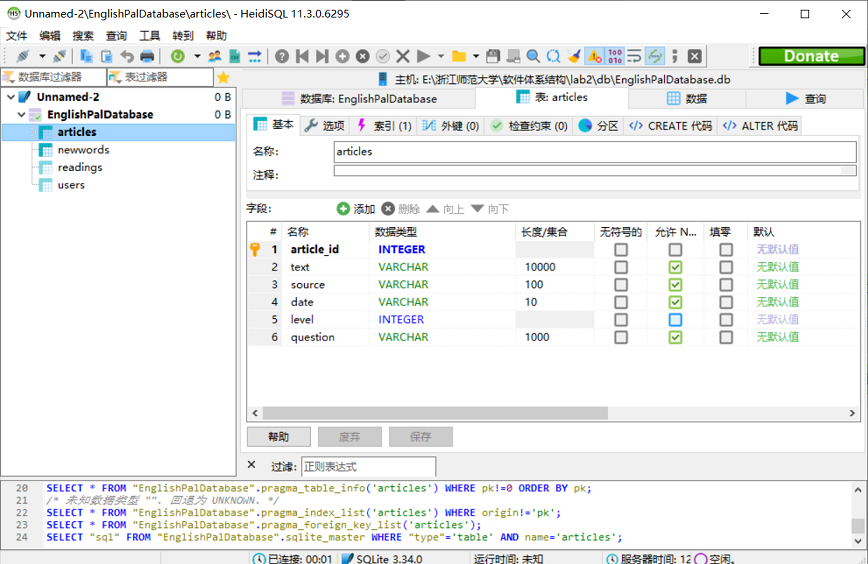 Unnamed-2\EnglishPalDatabase\articles\ - HeidiSQL 11.3.0.6295
文件 编辑 搜索 查询 工具 转到 帮助
Donate
数据库过滤器 表过滤器
主机: E:\浙江师范大学\软件体系结构\lab2\db\EnglishPalDatabase.db
Unnamed-2 0 B
EnglishPalDatabase 0 B
articles
newwords
readings
users
数据库: EnglishPalDatabase 表: articles 数据 查询
基本 选项 索引 (1) 外键 (0) 检查约束 (0) 分区 CREATE 代码 ALTER 代码
名称: articles
注释:
字段: 添加 删除 向上 向下
# 名称 数据类型 长度/集合 无符号的 允许 N... 填零 默认
1 article_id INTEGER 无默认值
2 text VARCHAR 10000 无默认值
3 source VARCHAR 100 无默认值
4 date VARCHAR 10 无默认值
5 level INTEGER 无默认值
6 question VARCHAR 1000 无默认值
帮助 废弃 保存
过滤: 正则表达式
20 SELECT * FROM "EnglishPalDatabase".pragma_table_info('articles') WHERE pk!=0 ORDER BY pk;
21 /* 未知数据类型 "". 回退为 UNKNOWN. */
22 SELECT * FROM "EnglishPalDatabase".pragma_index_list('articles') WHERE origin!='pk';
23 SELECT * FROM "EnglishPalDatabase".pragma_foreign_key_list('articles');
24 SELECT "sql" FROM "EnglishPalDatabase".sqlite_master WHERE "type"='table' AND name='articles';
已连接: 00:01 SQLite 3.34.0 运行时间: 未知 服务器时间: 12 空闲。